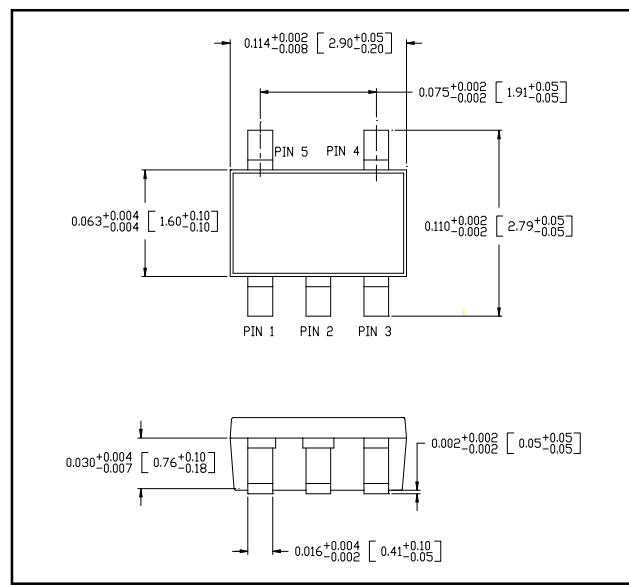 0.114+0.002 -0.008 [ 2.90+0.05 -0.20]
0.075+0.002 -0.002 [ 1.91+0.05 -0.05]
PIN 5
PIN 4
0.063+0.004 -0.004 [ 1.60+0.10 -0.10]
0.110+0.002 -0.002 [ 2.79+0.05 -0.05]
PIN 1
PIN 2
PIN 3
0.030+0.004 -0.007 [ 0.76+0.10 -0.18]
0.002+0.002 -0.002 [ 0.05+0.05 -0.05]
0.016+0.004 -0.002 [ 0.41+0.10 -0.05]